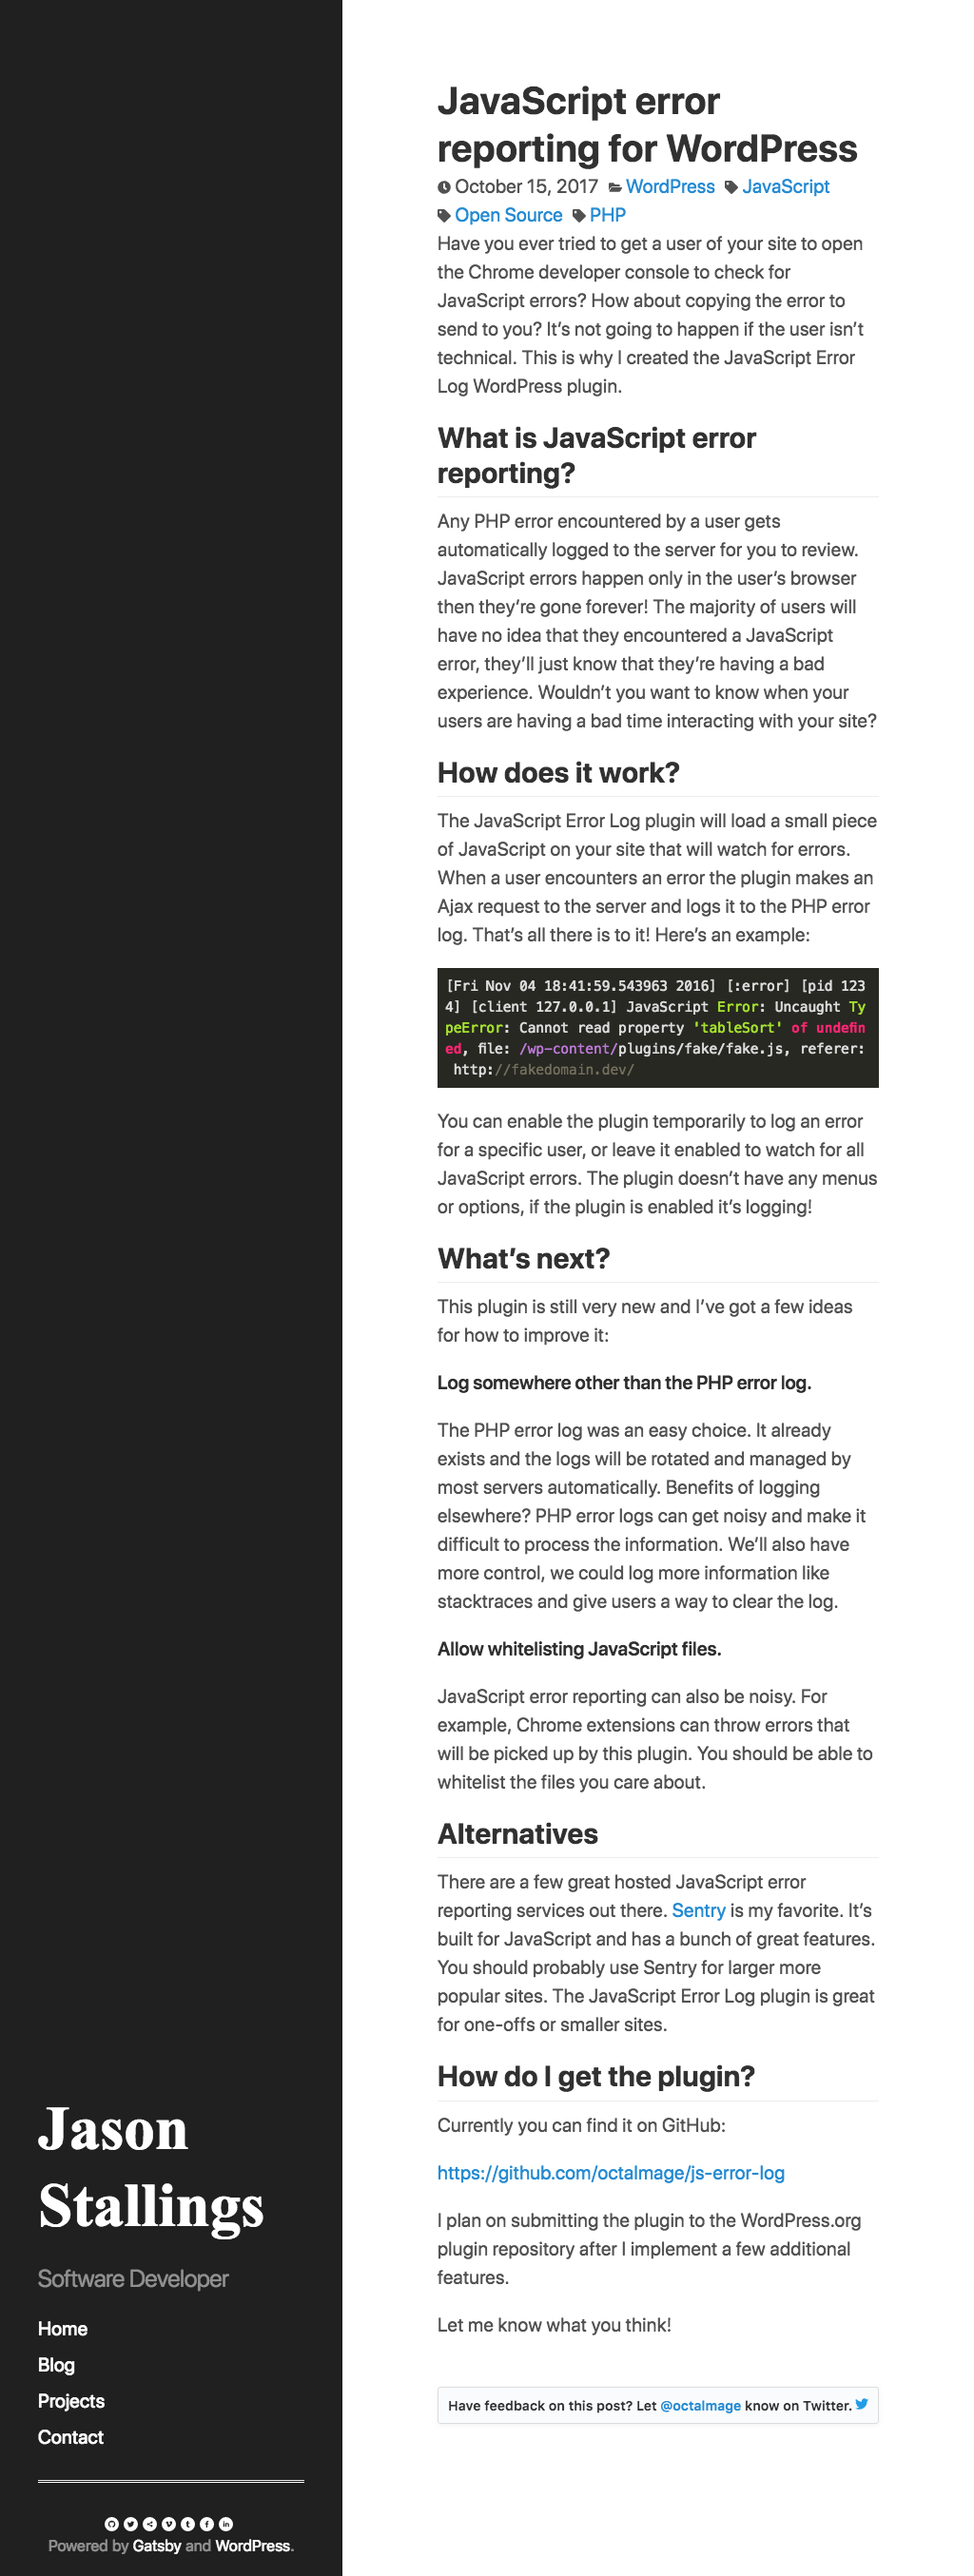 JavaScript error
reporting for WordPress
October 15, 2017 WordPress JavaScript
Open Source PHP
Have you ever tried to get a user of your site to open
the Chrome developer console to check for
JavaScript errors? How about copying the error to
send to you? It’s not going to happen if the user isn’t
technical. This is why I created the JavaScript Error
Log WordPress plugin.
What is JavaScript error
reporting?
Any PHP error encountered by a user gets
automatically logged to the server for you to review.
JavaScript errors happen only in the user’s browser
then they’re gone forever! The majority of users will
have no idea that they encountered a JavaScript
error, they’ll just know that they’re having a bad
experience. Wouldn’t you want to know when your
users are having a bad time interacting with your site?
How does it work?
The JavaScript Error Log plugin will load a small piece
of JavaScript on your site that will watch for errors.
When a user encounters an error the plugin makes an
Ajax request to the server and logs it to the PHP error
log. That’s all there is to it! Here’s an example:
[Fri Nov 04 18:41:59.543963 2016] [:error] [pid 123
4] [client 127.0.0.1] JavaScript Error: Uncaught Ty
peError: Cannot read property 'tableSort' of undefin
ed, file: /wp-content/plugins/fake/fake.js, referer:
http://fakedomain.dev/
You can enable the plugin temporarily to log an error
for a specific user, or leave it enabled to watch for all
JavaScript errors. The plugin doesn’t have any menus
or options, if the plugin is enabled it’s logging!
What’s next?
This plugin is still very new and I’ve got a few ideas
for how to improve it:
Log somewhere other than the PHP error log.
The PHP error log was an easy choice. It already
exists and the logs will be rotated and managed by
most servers automatically. Benefits of logging
elsewhere? PHP error logs can get noisy and make it
difficult to process the information. We’ll also have
more control, we could log more information like
stacktraces and give users a way to clear the log.
Allow whitelisting JavaScript files.
JavaScript error reporting can also be noisy. For
example, Chrome extensions can throw errors that
will be picked up by this plugin. You should be able to
whitelist the files you care about.
Alternatives
There are a few great hosted JavaScript error
reporting services out there. Sentry is my favorite. It’s
built for JavaScript and has a bunch of great features.
You should probably use Sentry for larger more
popular sites. The JavaScript Error Log plugin is great
for one-offs or smaller sites.
How do I get the plugin?
Currently you can find it on GitHub:
https://github.com/octalmage/js-error-log
I plan on submitting the plugin to the WordPress.org
plugin repository after I implement a few additional
features.
Let me know what you think!
Have feedback on this post? Let @octalmage know on Twitter.
Jason
Stallings
Software Developer
Home
Blog
Projects
Contact
Powered by Gatsby and WordPress.